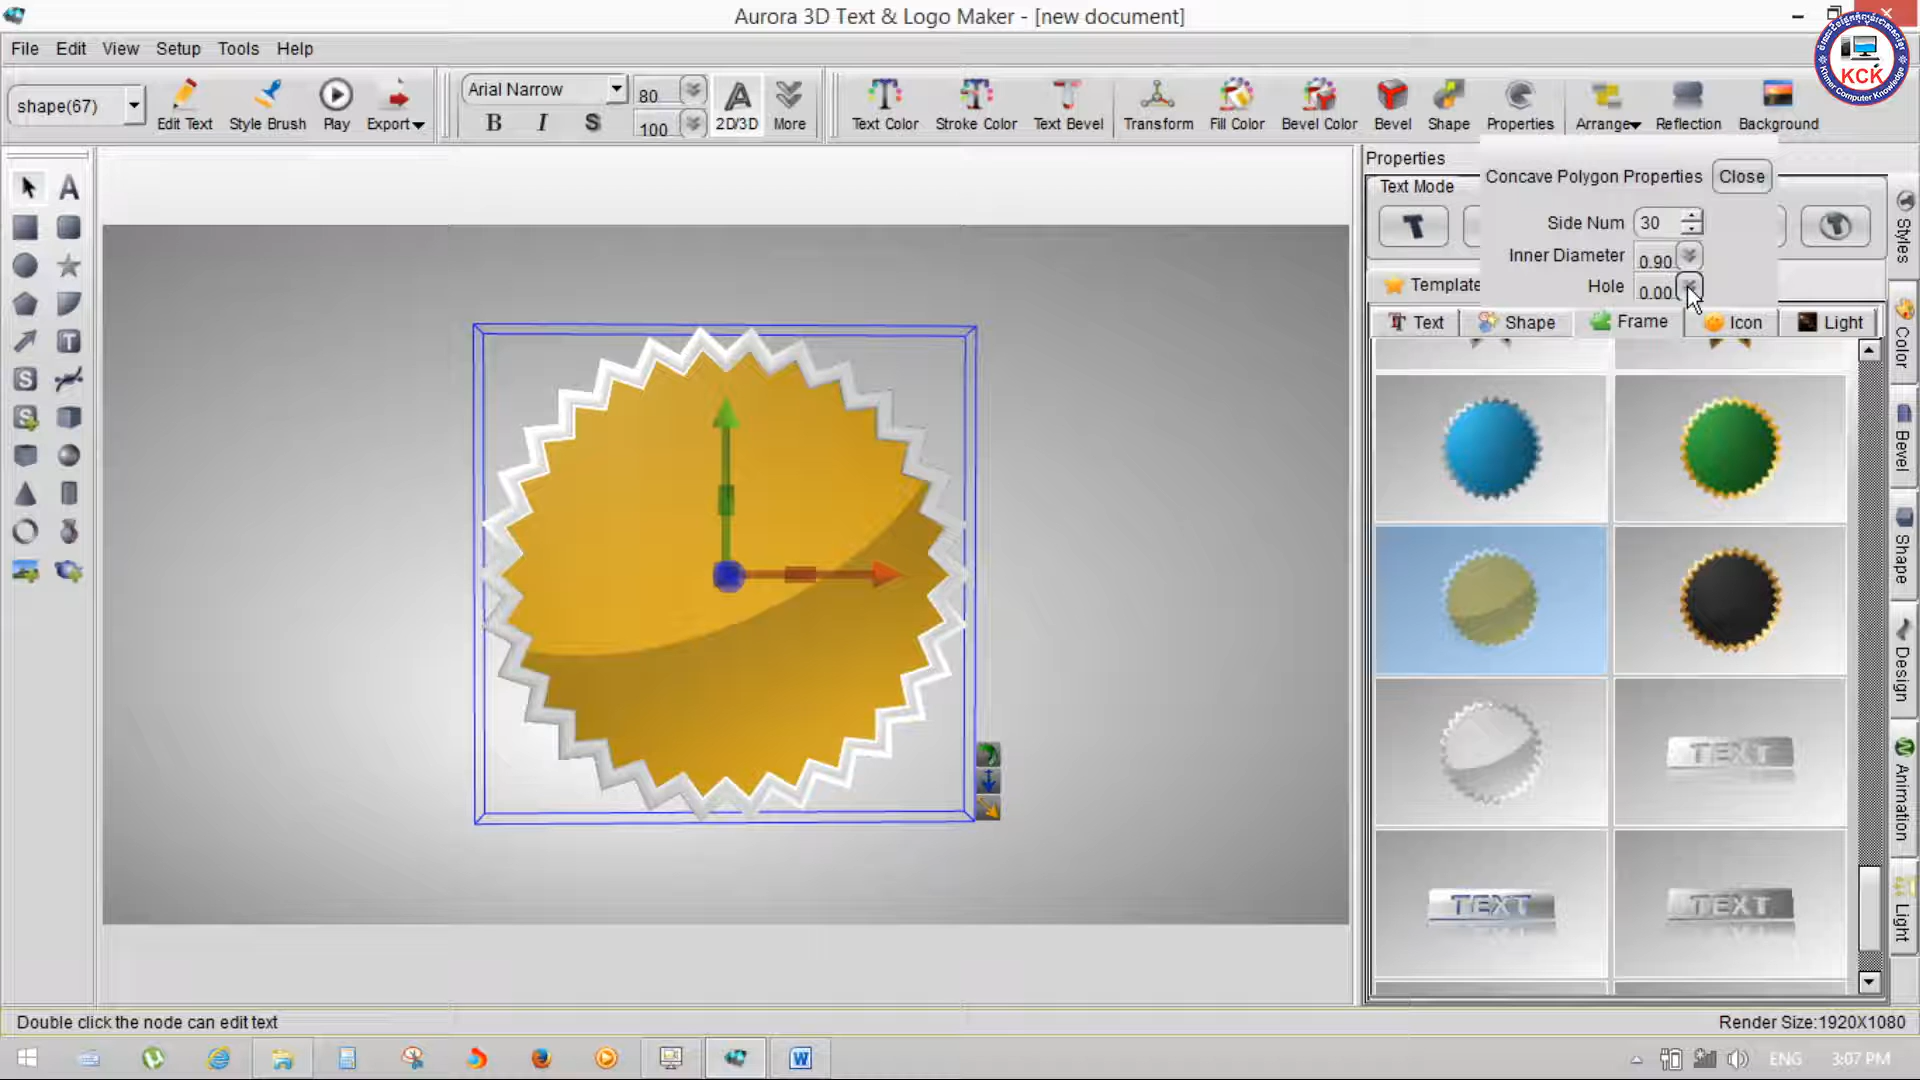 Aurora 3D Text & Logo Maker - [new document]
File Edit View Setup Tools Help
shape(67)
Edit Text Style Brush Play Export
Arial Narrow 80
B I S 100
2D/3D More
Text Color Stroke Color Text Bevel Transform Fill Color Bevel Color Bevel Shape Properties Arrange Reflection Background
KCK
Khmer Computer Knowledge
Properties
Text Mode
Concave Polygon Properties Close
Side Num 30
Inner Diameter 0.90
Hole 0.00
Template
Text Shape Frame Icon Light
TEXT
TEXT TEXT
Styles
Color
Bevel
Shape
Design
Animation
Light
Double click the node can edit text
Render Size:1920X1080
ENG 3:07 PM